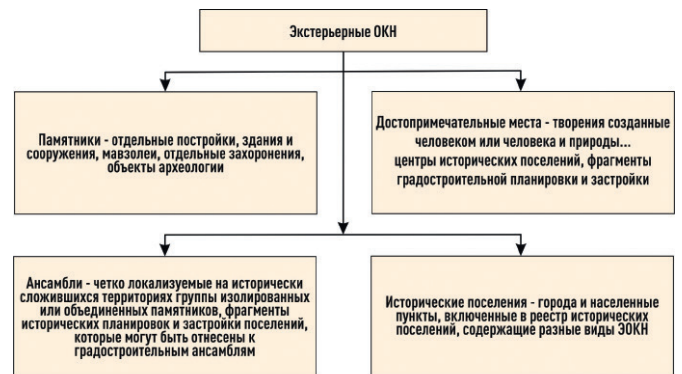 Экстерьерные ОКН
Памятники - отдельные постройки, здания и
сооружения, мавзолеи, отдельные захоронения,
объекты археологии
Достопримечательные места - творения созданные
человеком или человека и природы...
центры исторических поселений, фрагменты
градостроительной планировки и застройки
Ансамбли - четко локализуемые на исторически
сложившихся территориях группы изолированных
или объединенных памятников, фрагменты
исторических планировок и застройки поселений,
которые могут быть отнесены к
градостроительным ансамблям
Исторические поселения - города и населенные
пункты, включенные в реестр исторических
поселений, содержащие разные виды ЭОКН